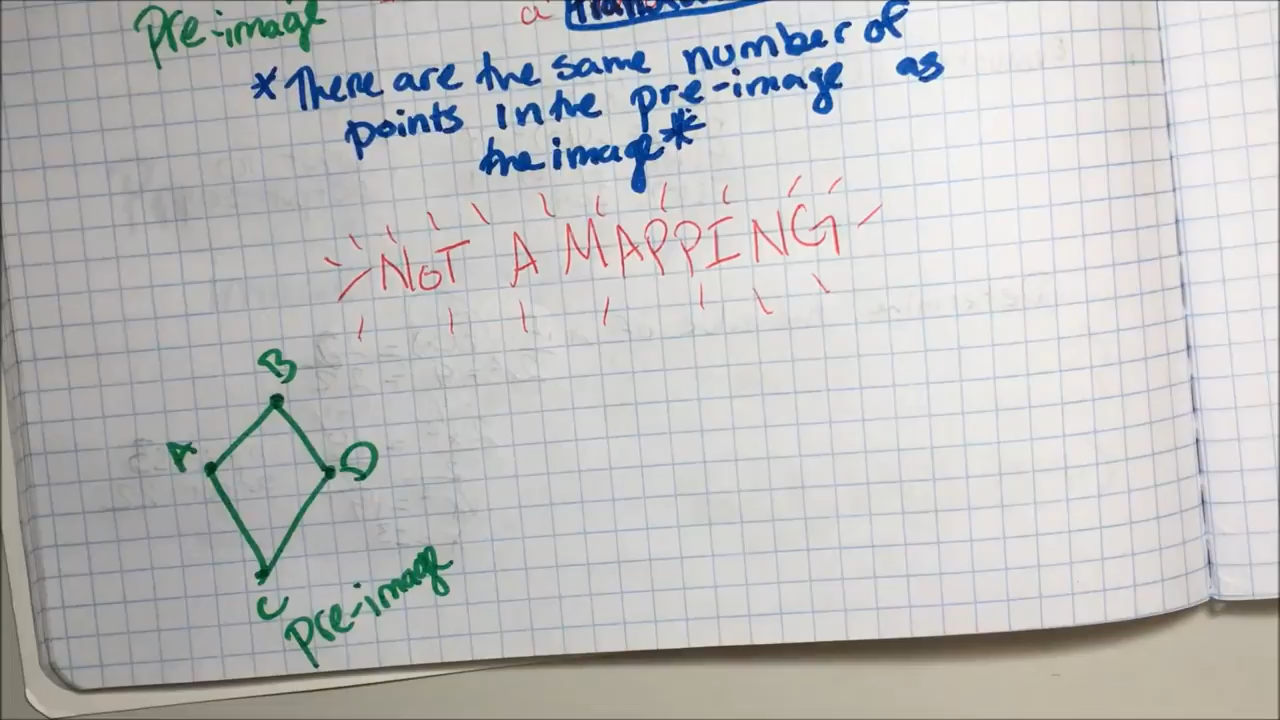 Pre-image
a
*There are the same number of
points in the pre-image as
the image*
NOT A MAPPING
B
A
D
C
pre-image